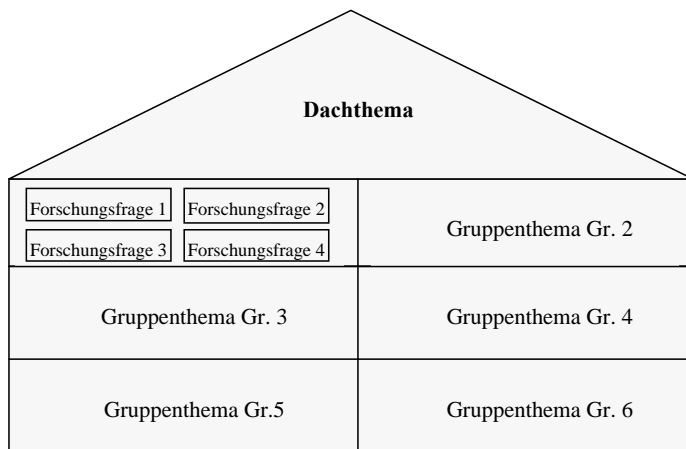 Dachthema
Forschungsfrage 1
Forschungsfrage 2
Forschungsfrage 3
Forschungsfrage 4
Gruppenthema Gr. 2
Gruppenthema Gr. 3
Gruppenthema Gr. 4
Gruppenthema Gr.5
Gruppenthema Gr. 6